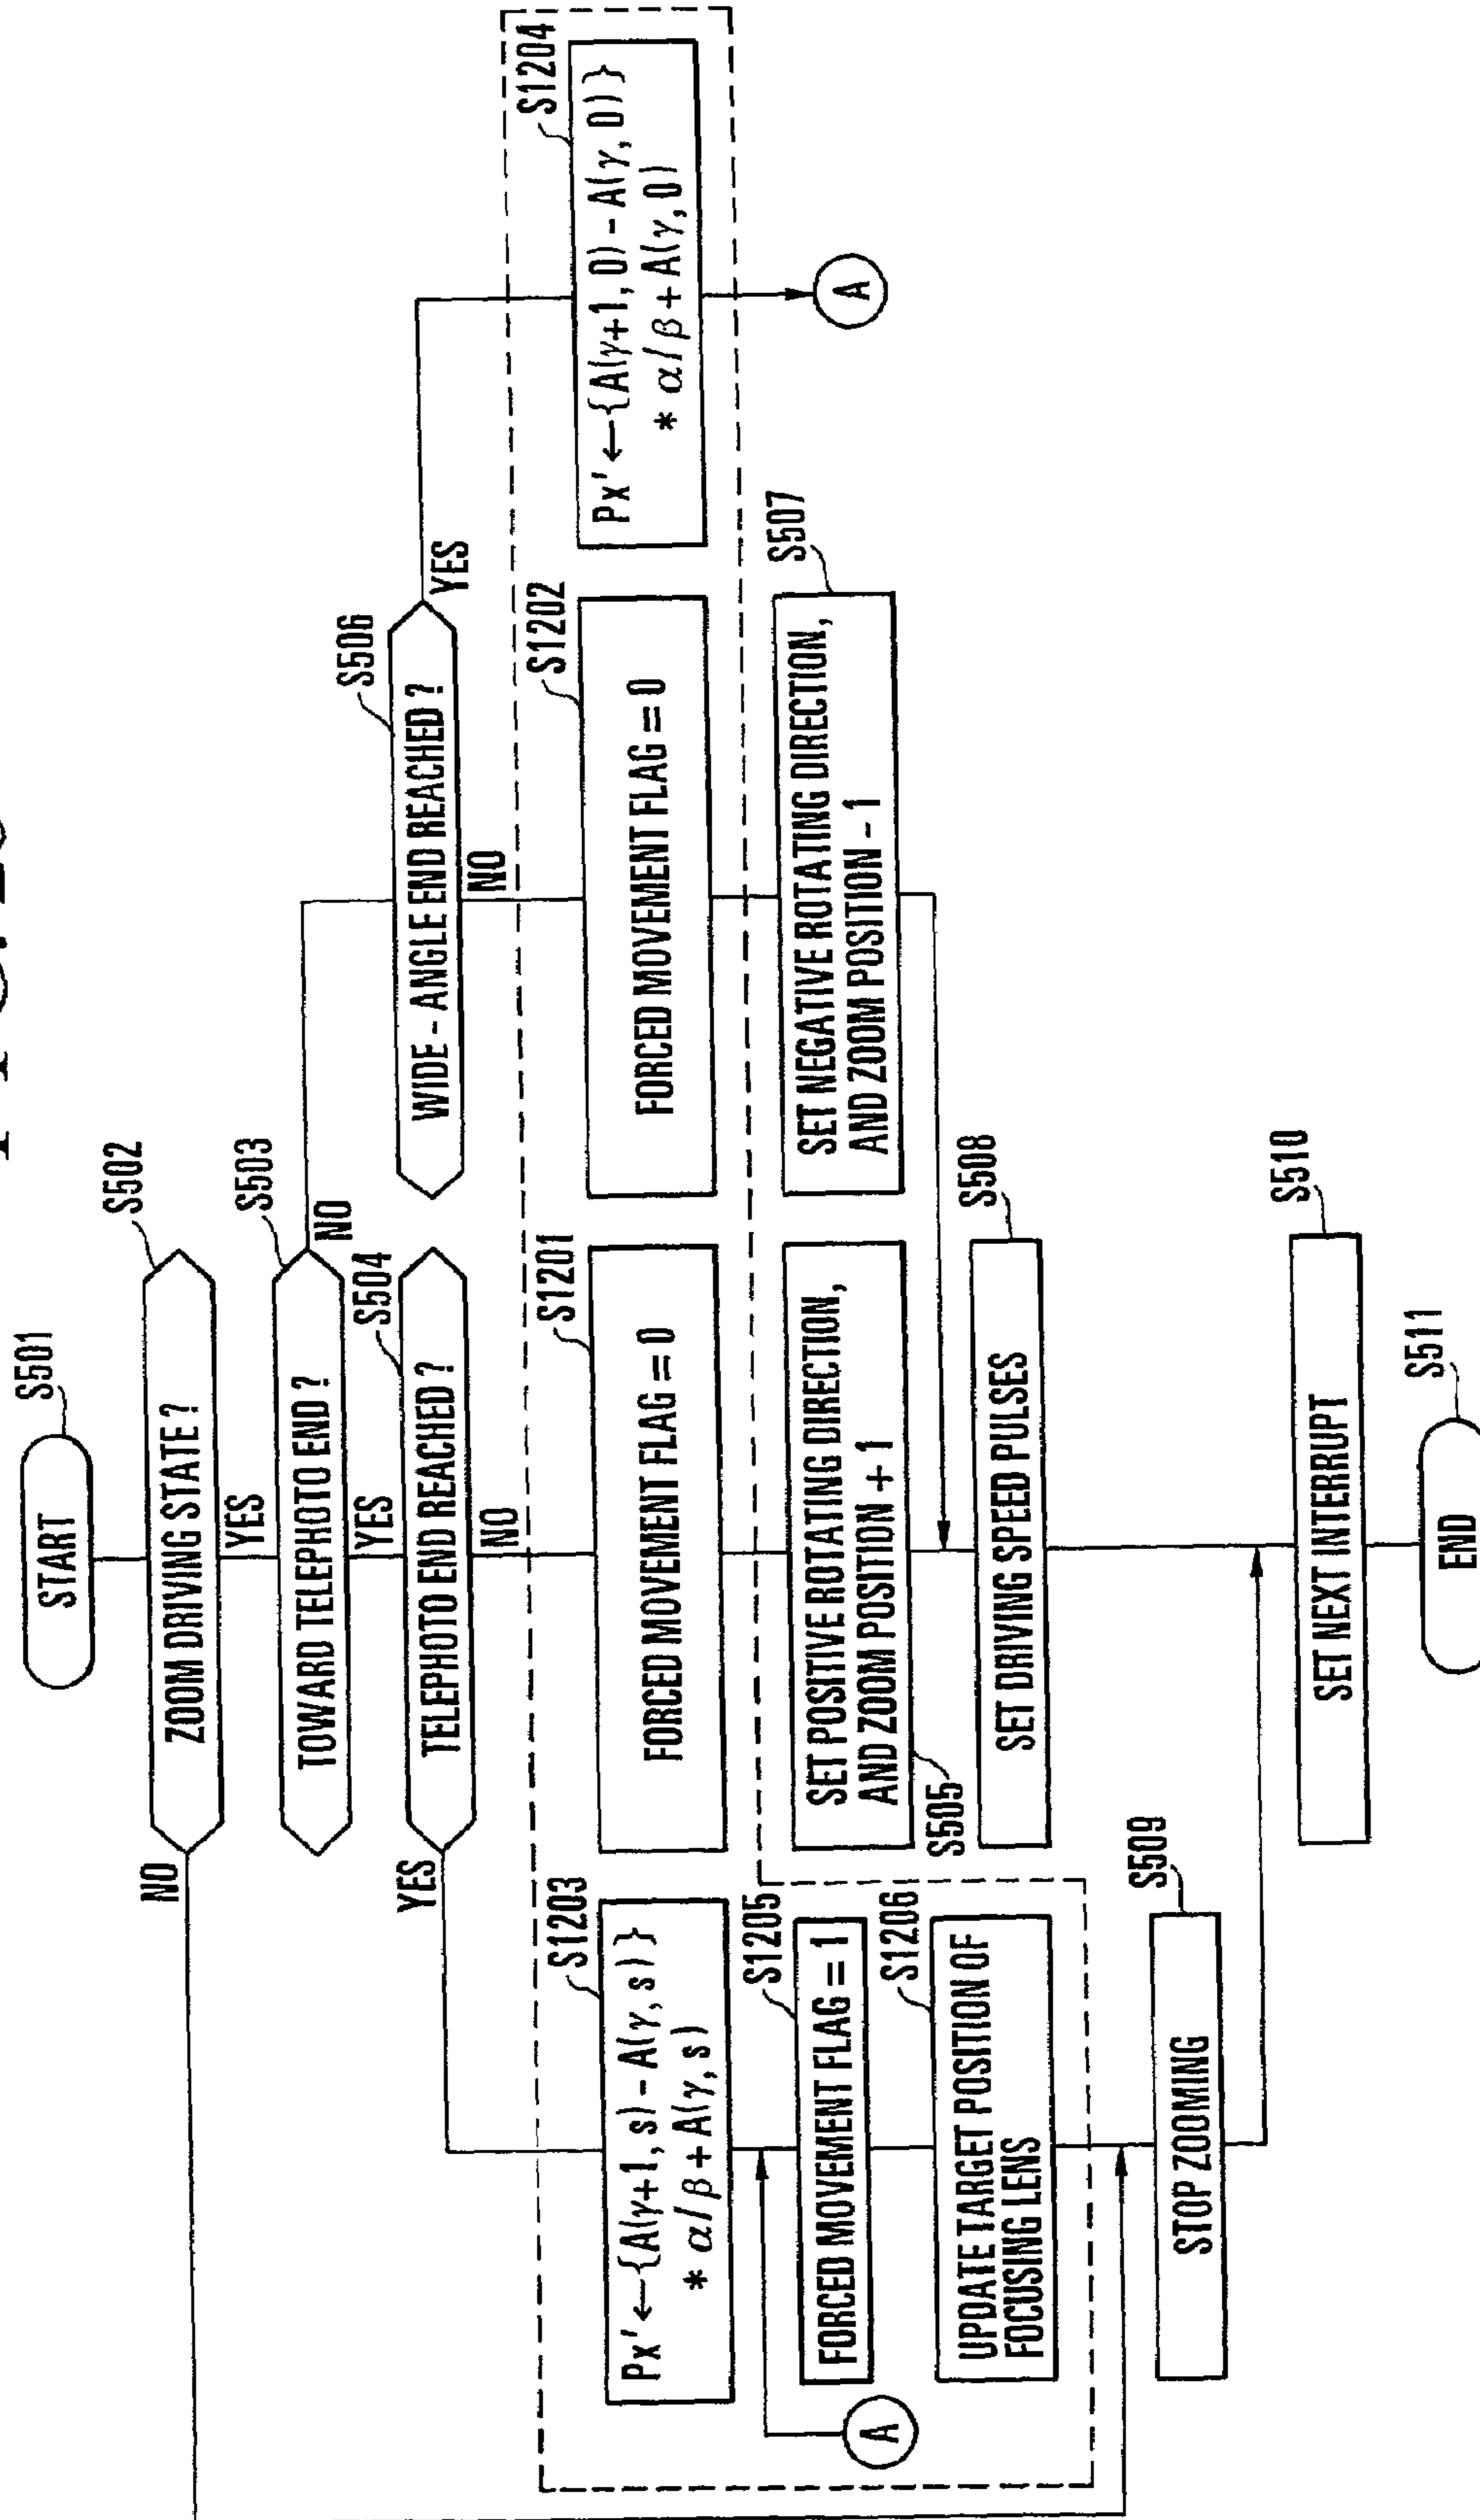 START
S501
ZOOM DRIVING STATE ?
S502
NO
YES
TOWARD TELEPHOTO END ?
S503
NO
YES
TELEPHOTO END REACHED ?
S504
YES
NO
WIDE - ANGLE END REACHED ?
S506
YES
NO
S1203
Px' ← {A(γ+1, s) - A(γ, s) }
* α/β + A(γ, s)
S1201
FORCED MOVEMENT FLAG = 0
S1202
FORCED MOVEMENT FLAG = 0
S1204
Px' ← {A(γ+1, 0) - A(γ, 0) }
* α/β + A(γ, 0)
A
A
S1205
FORCED MOVEMENT FLAG = 1
S505
SET POSITIVE ROTATING DIRECTION,
AND ZOOM POSITION + 1
S507
SET NEGATIVE ROTATING DIRECTION,
AND ZOOM POSITION - 1
S1206
UPDATE TARGET POSITION OF
FOCUSING LENS
S508
SET DRIVING SPEED PULSES
S509
STOP ZOOMING
S510
SET NEXT INTERRUPT
S511
END